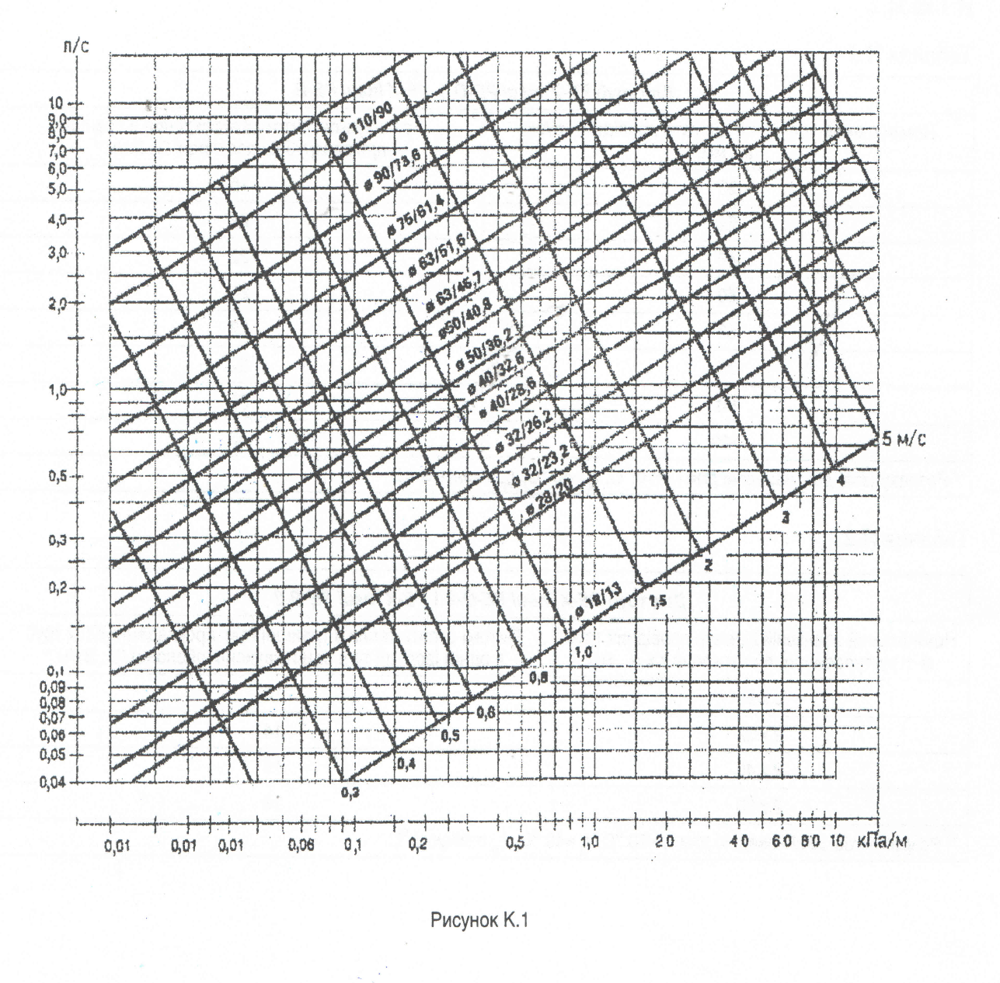 л/с
10
9,0
8,0
7,0
6,0
5,0
4,0
3,0
2,0
1,0
0,5
0,3
0,2
0,1
0,09
0,08
0,07
0,06
0,05
0,04
ø 110/90
ø 90/73,6
ø 75/61,4
ø 63/51,6
ø 63/45,7
ø50/40,8
ø 50/36,2
ø 40/32,6
ø 40/28,6
ø 32/26,2
ø 32/23,2
ø 28/20
ø 18/13
5 м/с
4
3
2
1,5
1,0
0,8
0,6
0,5
0,4
0,3
0,01 0,01 0,01 0,06 0,1 0,2 0,5 1,0 2 0 4 0 6 0 8 0 10 кПа/м
Рисунок К.1